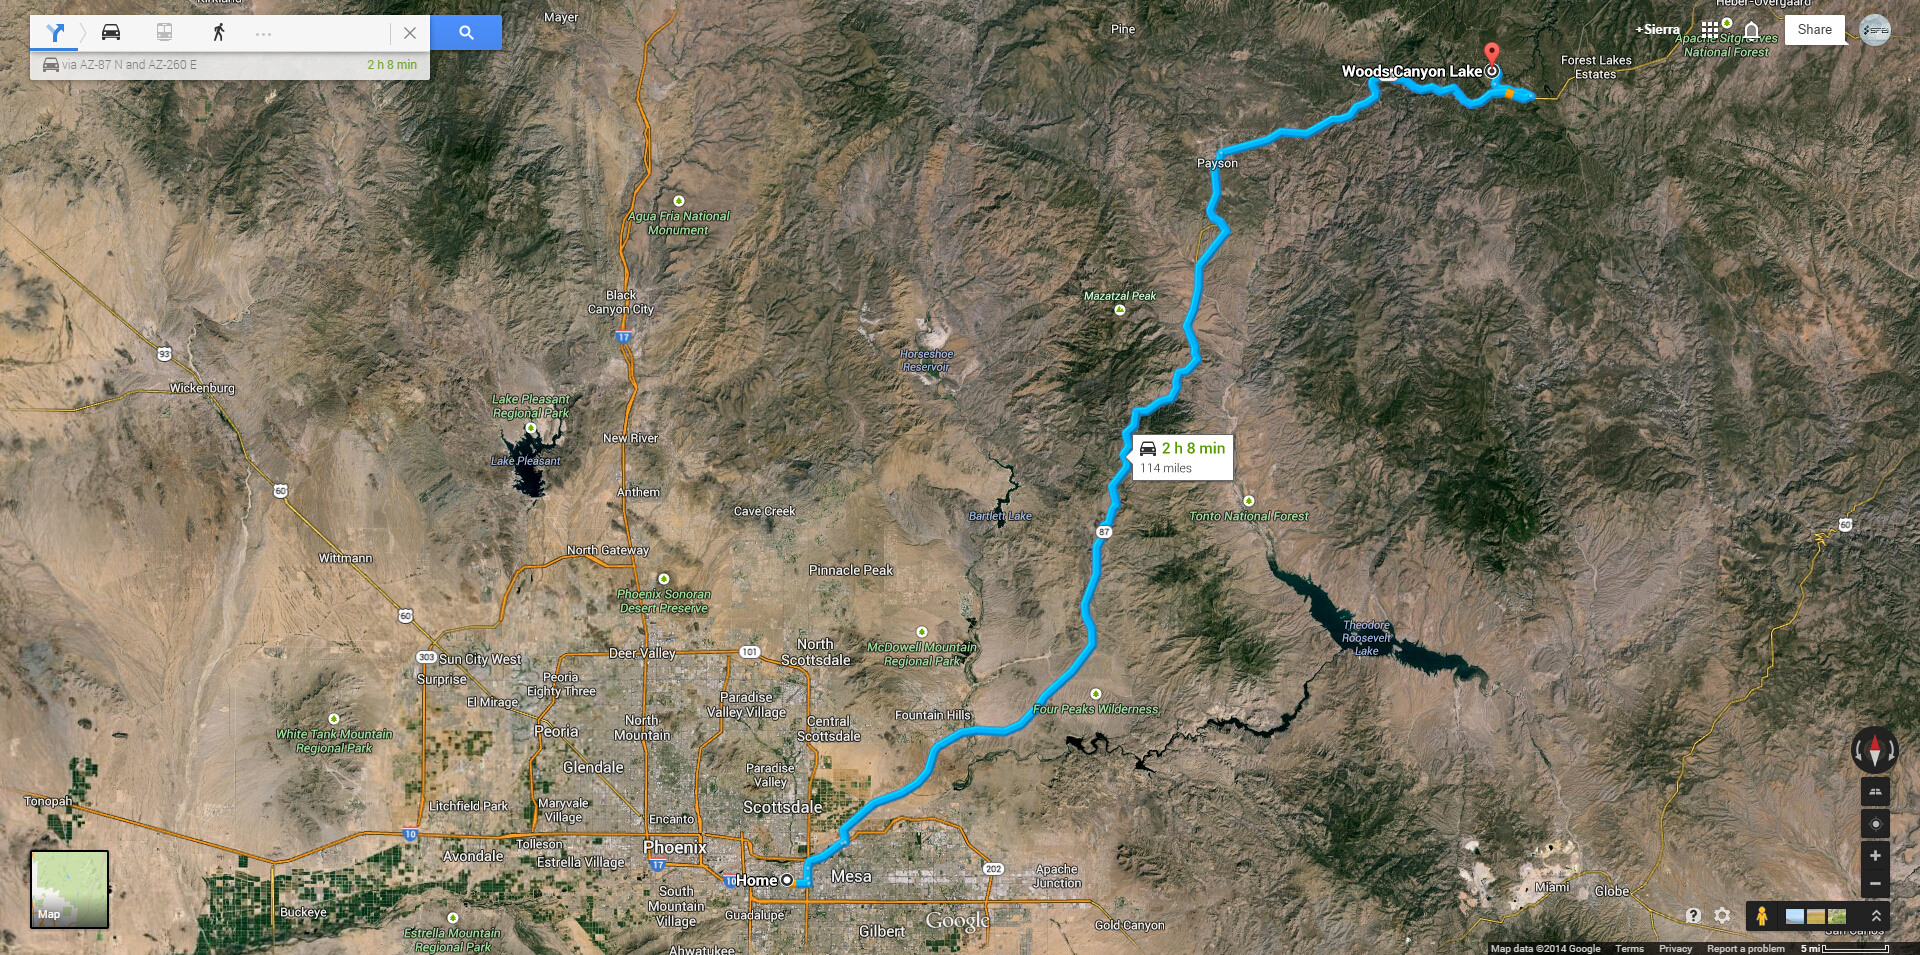 Mayer
Pine
Heber-Overgaard
+Sierra
Share
Apache Sitgreaves
National Forest
via AZ-87 N and AZ-260 E
2 h 8 min
Woods Canyon Lake
Forest Lakes
Estates
Payson
Agua Fria National
Monument
Black
Canyon City
Mazatzal Peak
17
93
Horseshoe
Reservoir
Wickenburg
Lake Pleasant
Regional Park
New River
Lake Pleasant
2 h 8 min
114 miles
60
Anthem
Cave Creek
Bartlett Lake
Tonto National Forest
87
60
Wittmann
North Gateway
Pinnacle Peak
Phoenix Sonoran
Desert Preserve
60
Theodore
Roosevelt
Lake
303
Sun City West
Deer Valley
101
North
Scottsdale
McDowell Mountain
Regional Park
Surprise
Peoria
Eighty Three
El Mirage
Paradise
Valley Village
Four Peaks Wilderness
White Tank Mountain
Regional Park
Peoria
North
Mountain
Central
Scottsdale
Fountain Hills
Glendale
Paradise
Valley
Tonopah
Litchfield Park
Maryvale
Village
Scottsdale
Encanto
10
Tolleson
Phoenix
Avondale
Estrella Village
17
10
Home
Mesa
202
Apache
Junction
Miami
Globe
South
Mountain
Village
Guadalupe
Map
Buckeye
Estrella Mountain
Regional Park
Ahwatukee
Gilbert
Google
Gold Canyon
San Carlos
Map data ©2014 Google
Terms
Privacy
Report a problem
5 mi